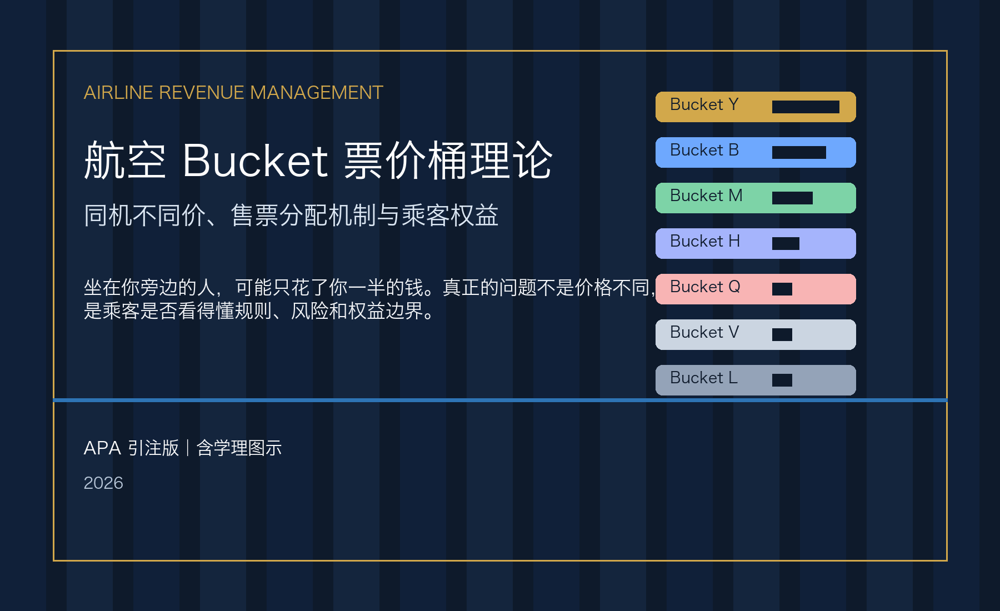 AIRLINE REVENUE MANAGEMENT
航空 Bucket 票价桶理论
同机不同价、售票分配机制与乘客权益
坐在你旁边的人，可能只花了你一半的钱。真正的问题不是价格不同，
是乘客是否看得懂规则、风险和权益边界。
Bucket Y
Bucket B
Bucket M
Bucket H
Bucket Q
Bucket V
Bucket L
APA 引注版｜含学理图示
2026